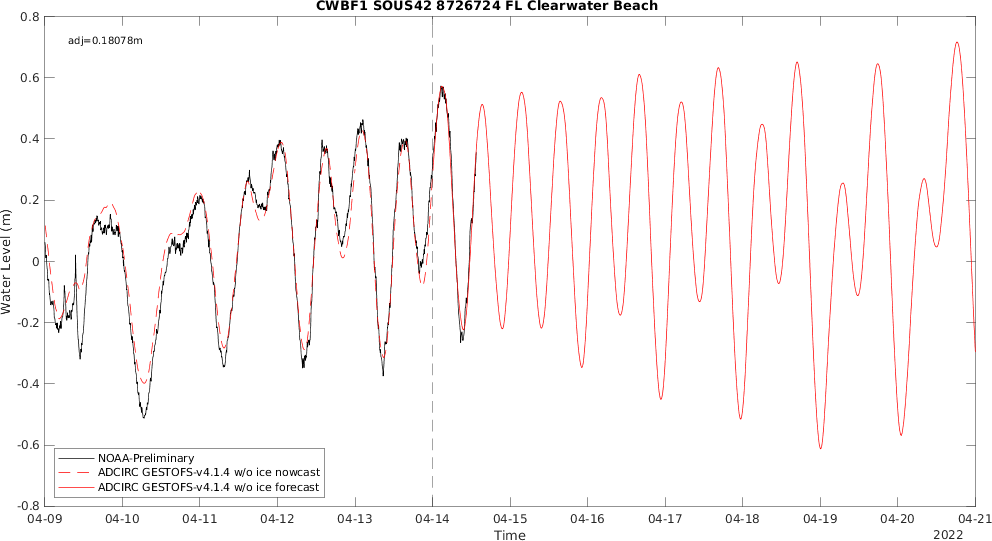 CWBF1 SOUS42 8726724 FL Clearwater Beach
adj=0.18078m
0.8
0.6
0.4
0.2
0
-0.2
-0.4
-0.6
-0.8
Water Level (m)
NOAA-Preliminary
ADCIRC GESTOFS-v4.1.4 w/o ice nowcast
ADCIRC GESTOFS-v4.1.4 w/o ice forecast
04-09 04-10 04-11 04-12 04-13 04-14 04-15 04-16 04-17 04-18 04-19 04-20 04-21
Time
2022